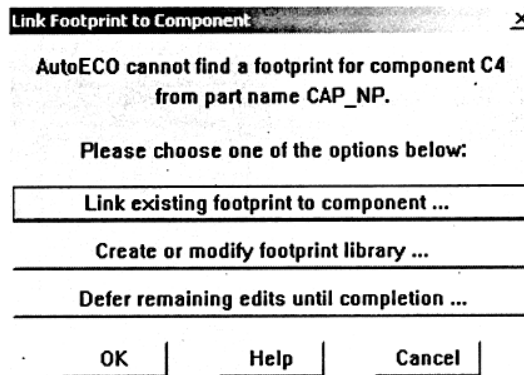 Link Footprint to Component
AutoECO cannot find a footprint for component C4
from part name CAP_NP.
Please choose one of the options below:
Link existing footprint to component ...
Create or modify footprint library ...
Defer remaining edits until completion ...
OK Help Cancel